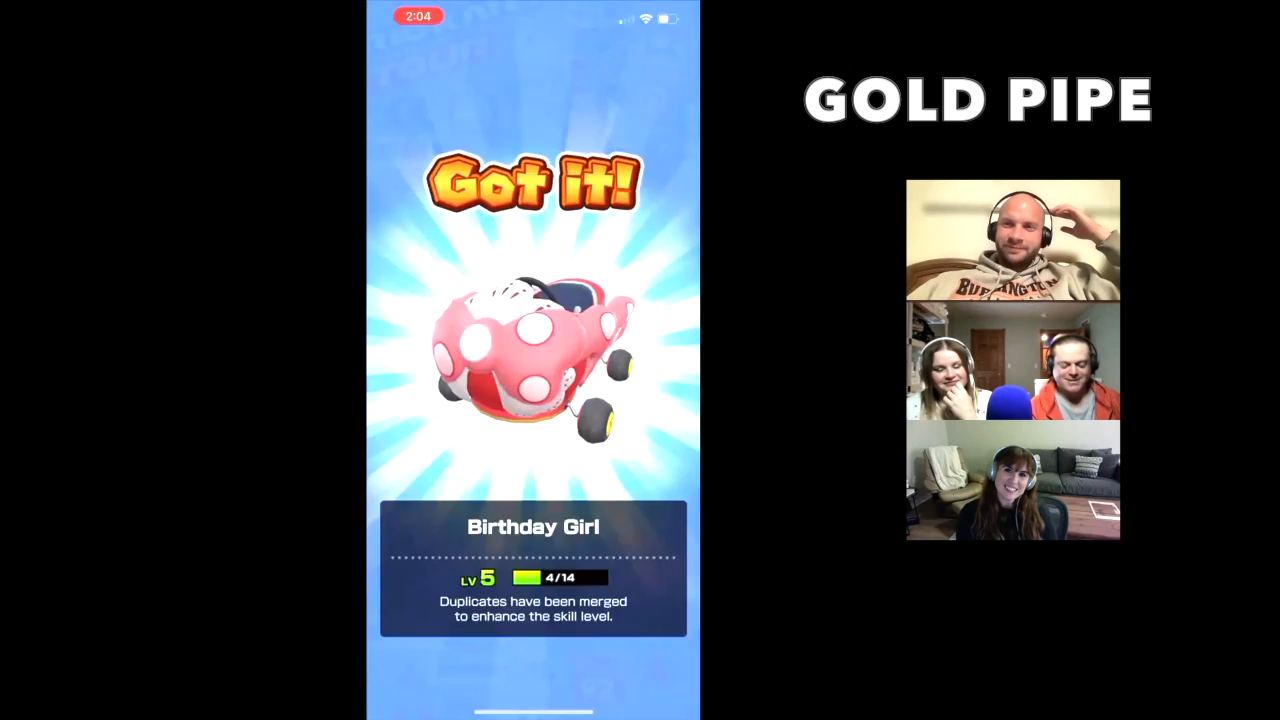 2:04
GOLD PIPE
Got it!
BURLINGTON
Birthday Girl
LV 5 4/14
Duplicates have been merged
to enhance the skill level.